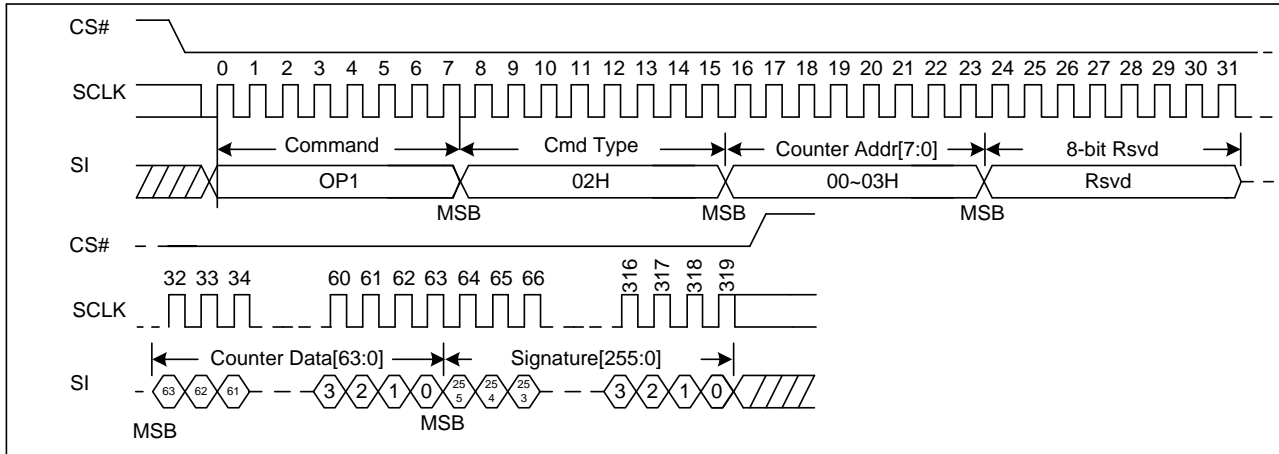 CS#
0 1 2 3 4 5 6 7 8 9 10 11 12 13 14 15 16 17 18 19 20 21 22 23 24 25 26 27 28 29 30 31
SCLK
Command Cmd Type Counter Addr[7:0] 8-bit Rsvd
SI
OP1 02H 00~03H Rsvd
MSB MSB MSB
CS#
32 33 34 60 61 62 63 64 65 66 316 317 318 319
SCLK
Counter Data[63:0] Signature[255:0]
SI
63 62 61 3 2 1 0 255 254 253 3 2 1 0
MSB MSB